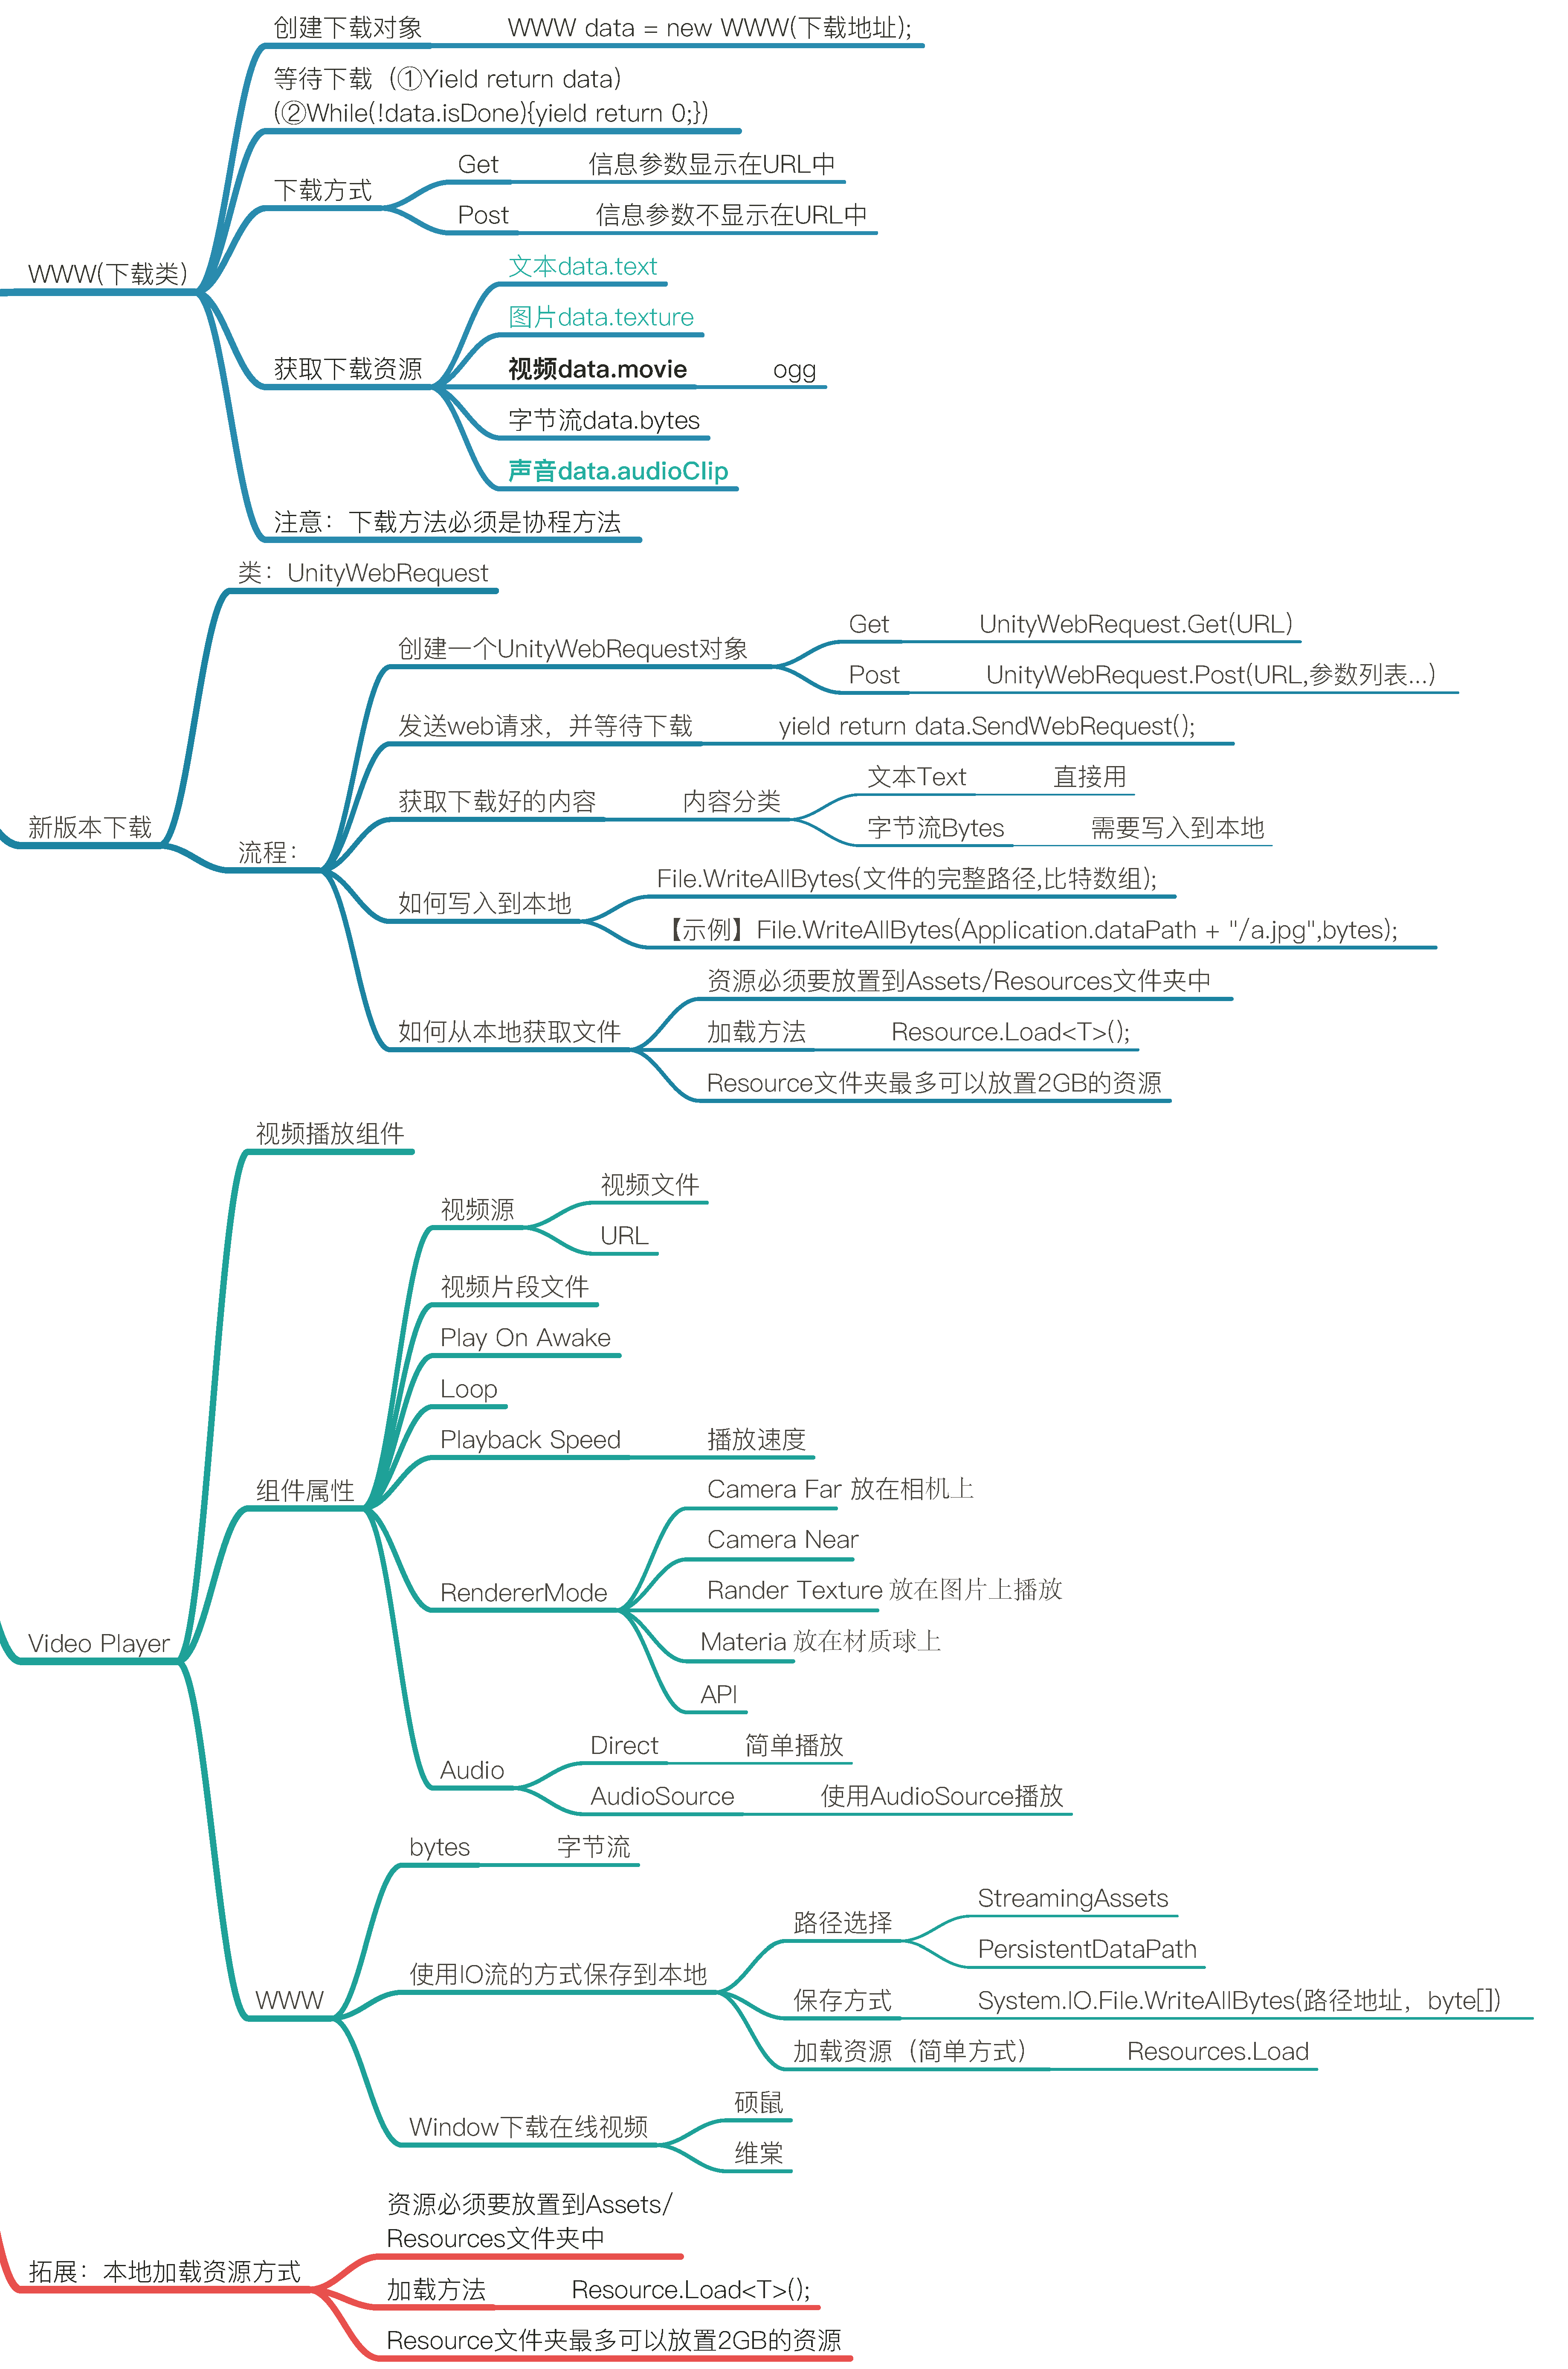 创建下载对象
WWW data = new WWW(下载地址);
等待下载（①Yield return data）
(②While(!data.isDone){yield return 0;})
下载方式
Get
信息参数显示在URL中
Post
信息参数不显示在URL中
WWW(下载类)
获取下载资源
文本data.text
图片data.texture
视频data.movie
ogg
字节流data.bytes
声音data.audioClip
注意：下载方法必须是协程方法
新版本下载
类：UnityWebRequest
流程：
创建一个UnityWebRequest对象
Get
UnityWebRequest.Get(URL)
Post
UnityWebRequest.Post(URL,参数列表...)
发送web请求，并等待下载
yield return data.SendWebRequest();
获取下载好的内容
内容分类
文本Text
直接用
字节流Bytes
需要写入到本地
如何写入到本地
File.WriteAllBytes(文件的完整路径,比特数组);
【示例】File.WriteAllBytes(Application.dataPath + "/a.jpg",bytes);
如何从本地获取文件
资源必须要放置到Assets/Resources文件夹中
加载方法
Resource.Load<T>();
Resource文件夹最多可以放置2GB的资源
Video Player
视频播放组件
组件属性
视频源
视频文件
URL
视频片段文件
Play On Awake
Loop
Playback Speed
播放速度
RendererMode
Camera Far 放在相机上
Camera Near
Rander Texture 放在图片上播放
Materia 放在材质球上
API
Audio
Direct
简单播放
AudioSource
使用AudioSource播放
WWW
bytes
字节流
使用IO流的方式保存到本地
路径选择
StreamingAssets
PersistentDataPath
保存方式
System.IO.File.WriteAllBytes(路径地址，byte[])
加载资源（简单方式）
Resources.Load
Window下载在线视频
硕鼠
维棠
拓展：本地加载资源方式
资源必须要放置到Assets/
Resources文件夹中
加载方法
Resource.Load<T>();
Resource文件夹最多可以放置2GB的资源